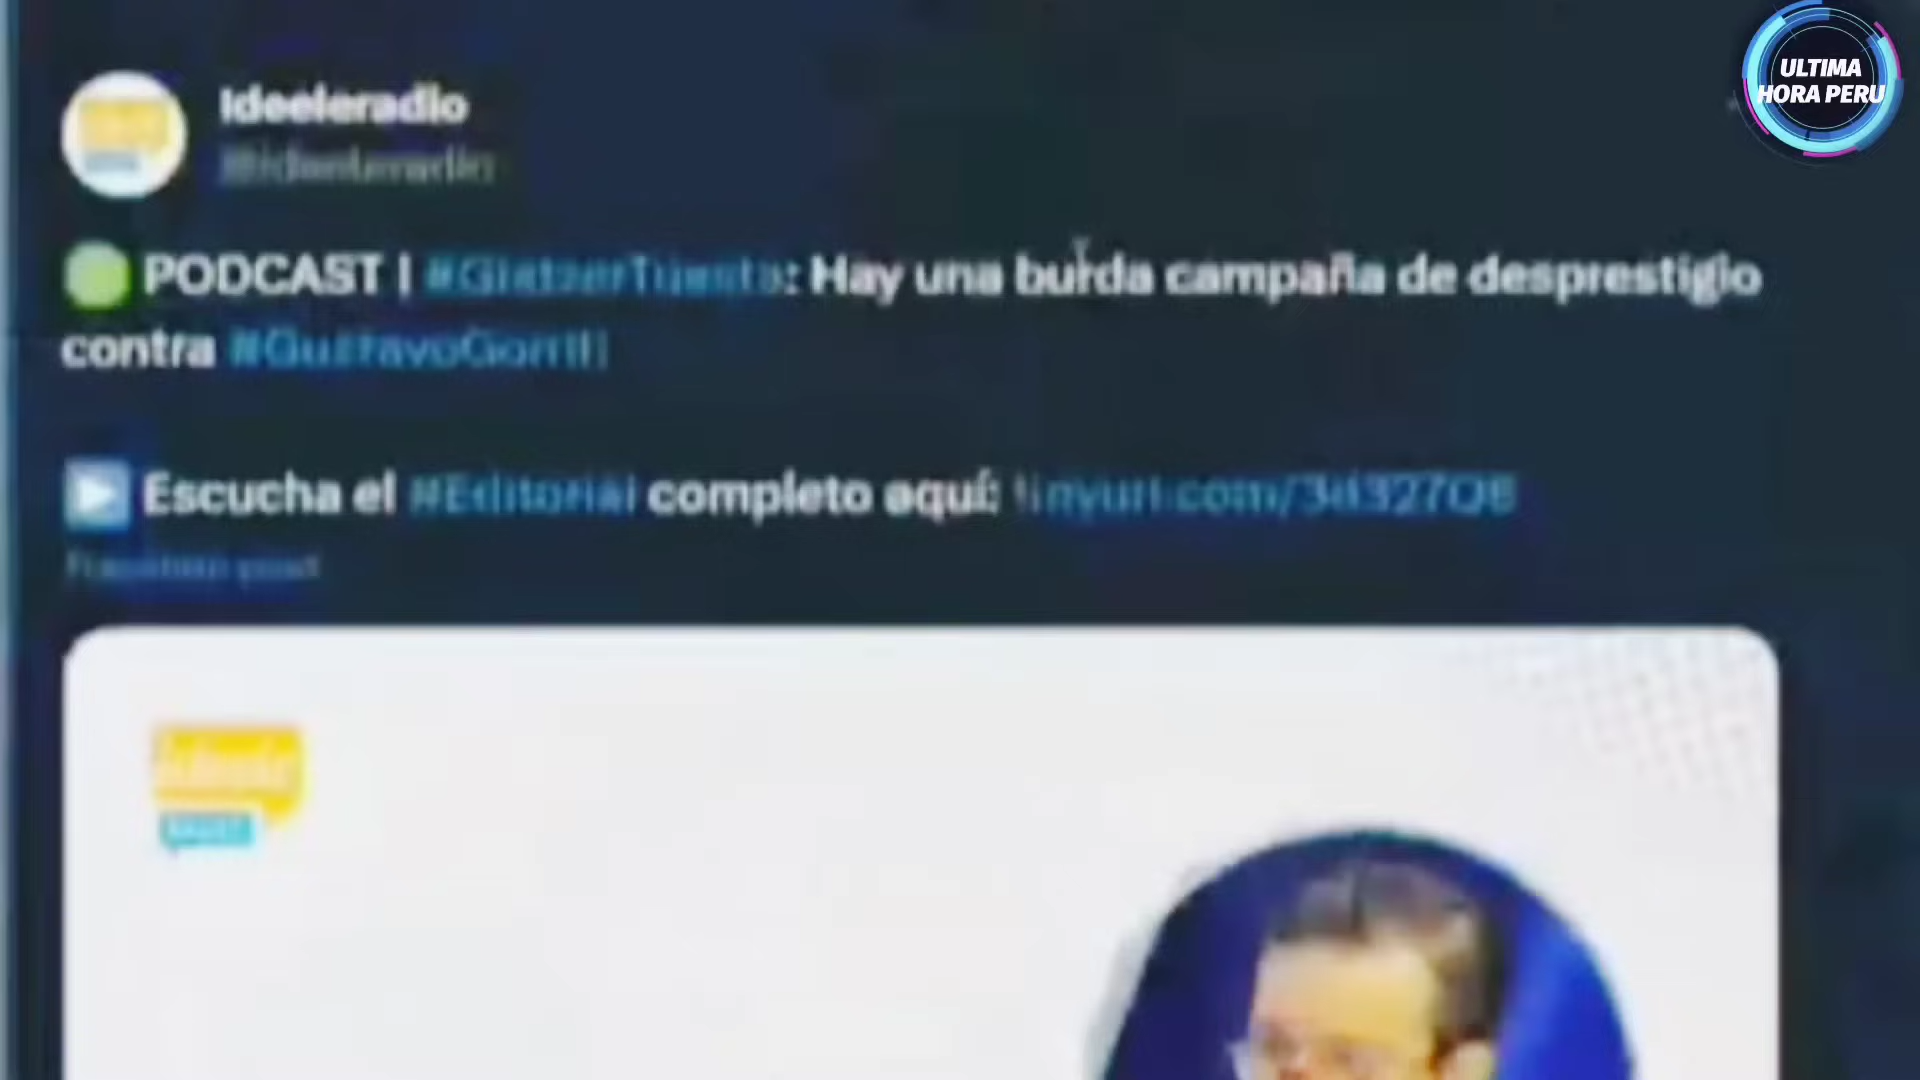 ULTIMA
HORA PERU
Ideeleradio
@ideeleradio
PODCAST | #GlatzerTuesta: Hay una burda campaña de desprestigio
contra #GustavoGorriti
Escucha el #Editorial completo aquí: